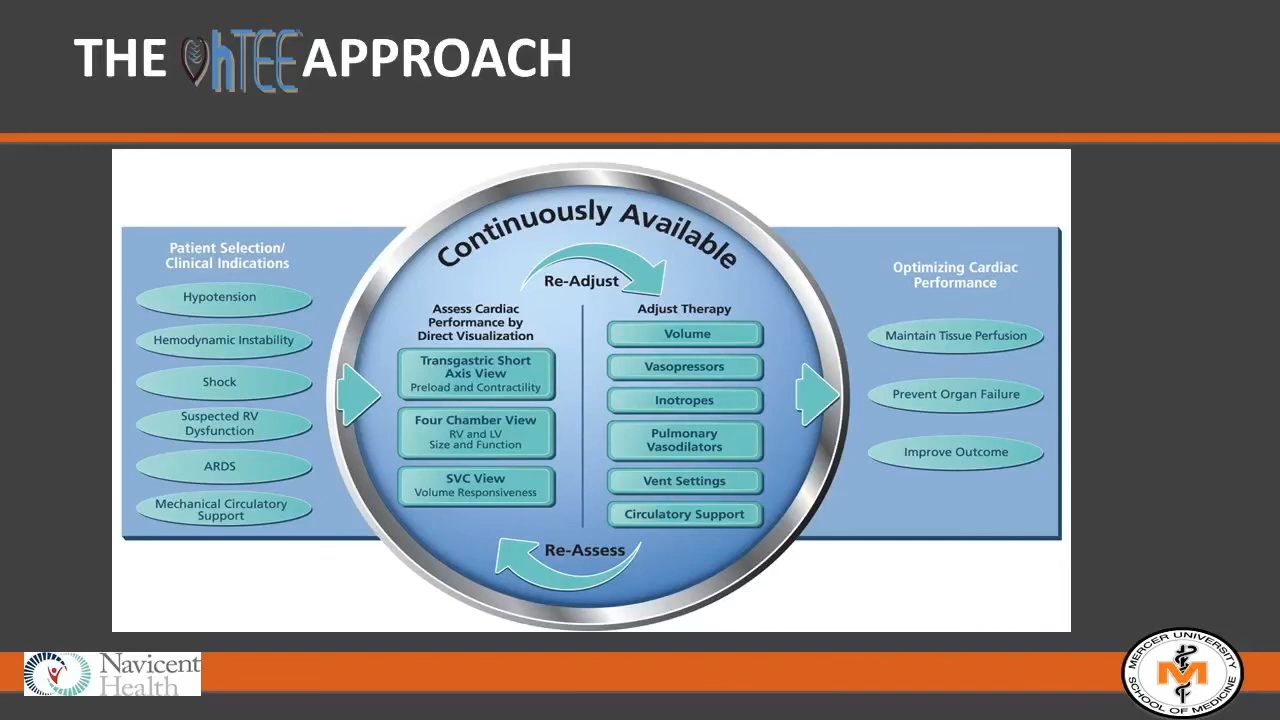 THE hTEE APPROACH
Patient Selection/
Clinical Indications
Hypotension
Hemodynamic Instability
Shock
Suspected RV
Dysfunction
ARDS
Mechanical Circulatory
Support
Continuously Available
Re-Adjust
Assess Cardiac
Performance by
Direct Visualization
Transgastric Short
Axis View
Preload and Contractility
Four Chamber View
RV and LV
Size and Function
SVC View
Volume Responsiveness
Adjust Therapy
Volume
Vasopressors
Inotropes
Pulmonary
Vasodilators
Vent Settings
Circulatory Support
Re-Assess
Optimizing Cardiac
Performance
Maintain Tissue Perfusion
Prevent Organ Failure
Improve Outcome
Navicent
Health
MERCER UNIVERSITY
M
SCHOOL OF MEDICINE